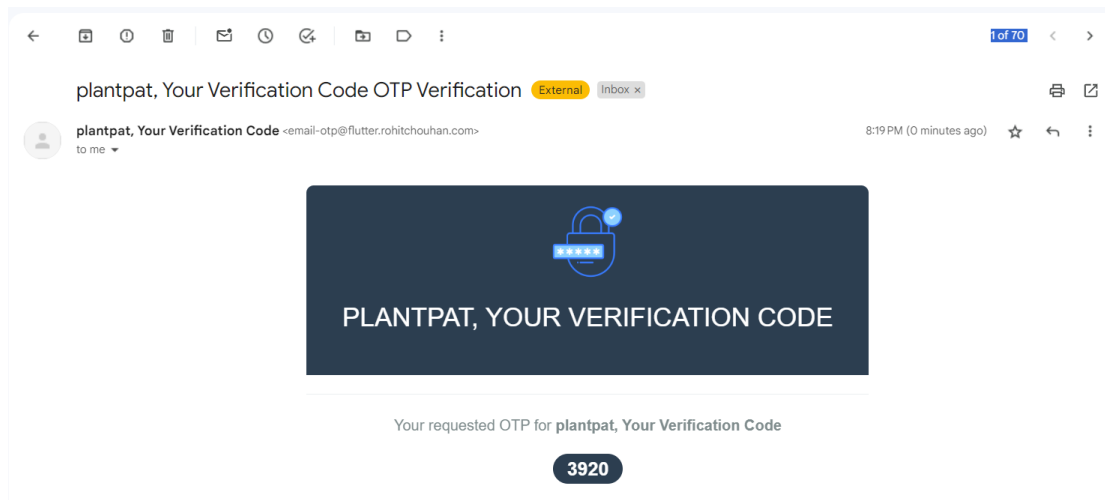 1 of 70
plantpat, Your Verification Code OTP Verification External Inbox ×
plantpat, Your Verification Code <email-otp@flutter.rohitchouhan.com> 8:19 PM (0 minutes ago)
to me
*****
PLANTPAT, YOUR VERIFICATION CODE
Your requested OTP for plantpat, Your Verification Code
3920